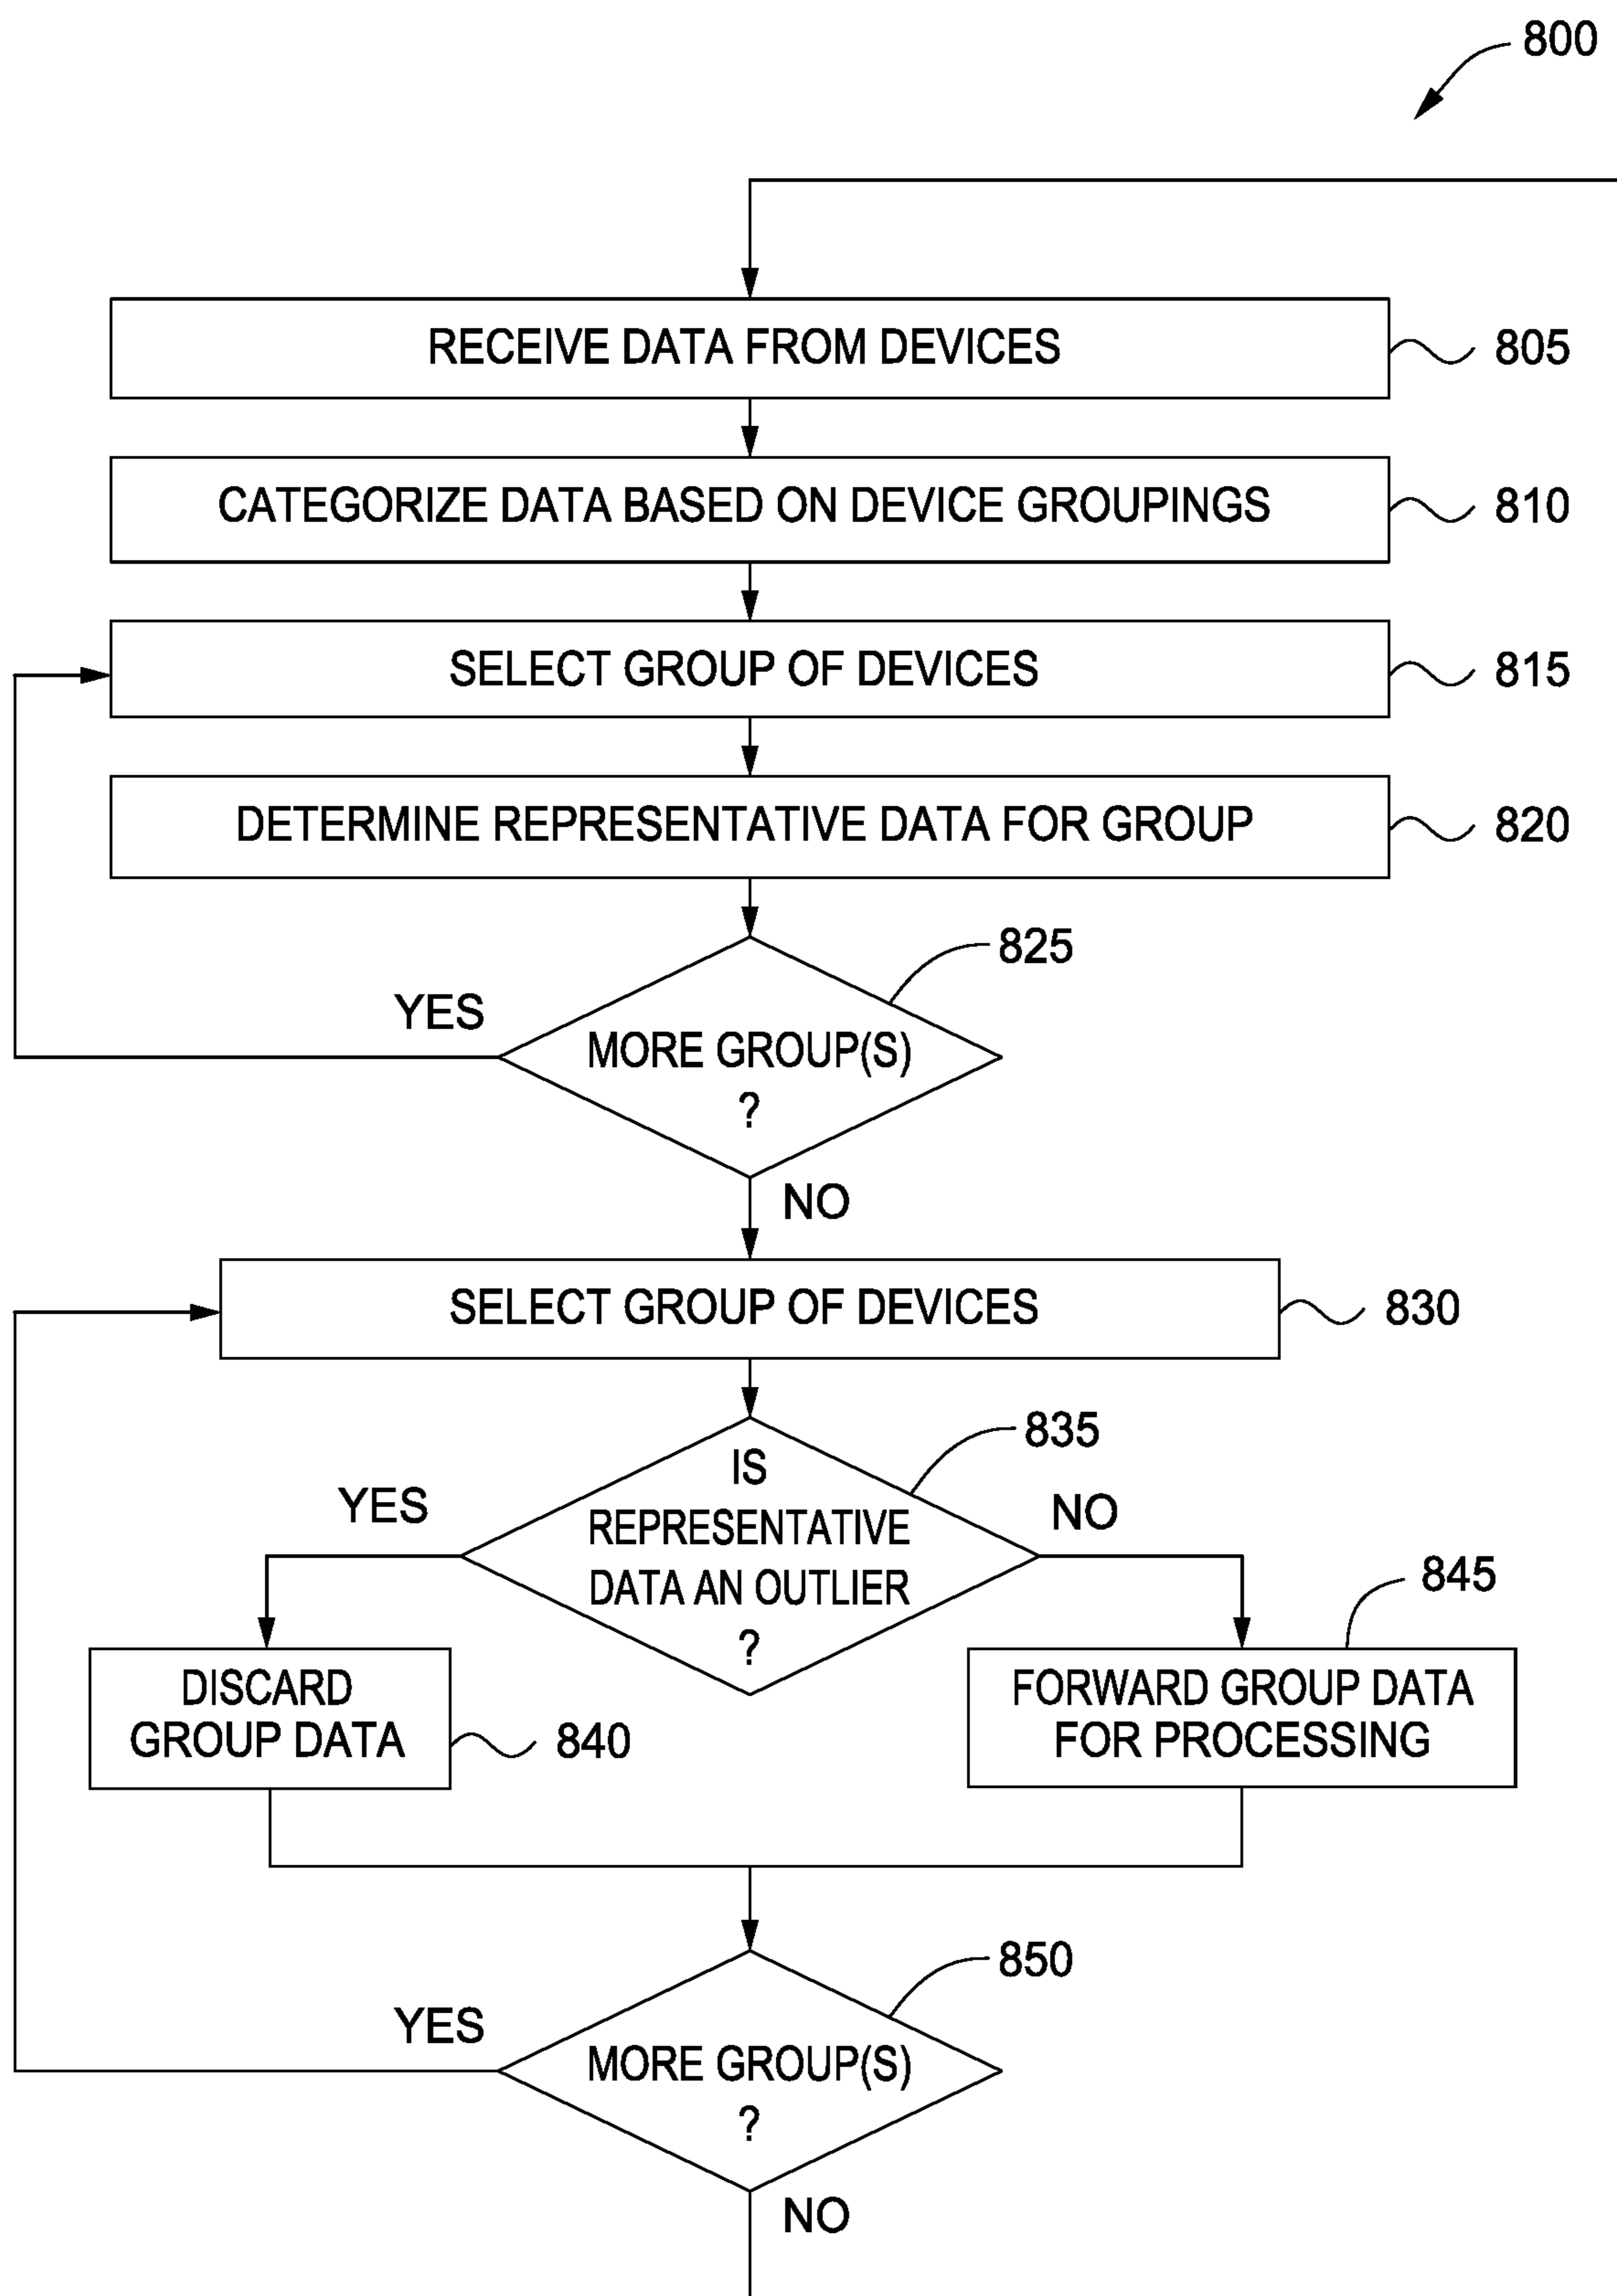 800
RECEIVE DATA FROM DEVICES
805
CATEGORIZE DATA BASED ON DEVICE GROUPINGS
810
SELECT GROUP OF DEVICES
815
DETERMINE REPRESENTATIVE DATA FOR GROUP
820
825
YES
MORE GROUP(S)
?
NO
SELECT GROUP OF DEVICES
830
835
IS
YES
NO
REPRESENTATIVE
DATA AN OUTLIER
?
845
DISCARD
GROUP DATA
840
FORWARD GROUP DATA
FOR PROCESSING
850
YES
MORE GROUP(S)
?
NO